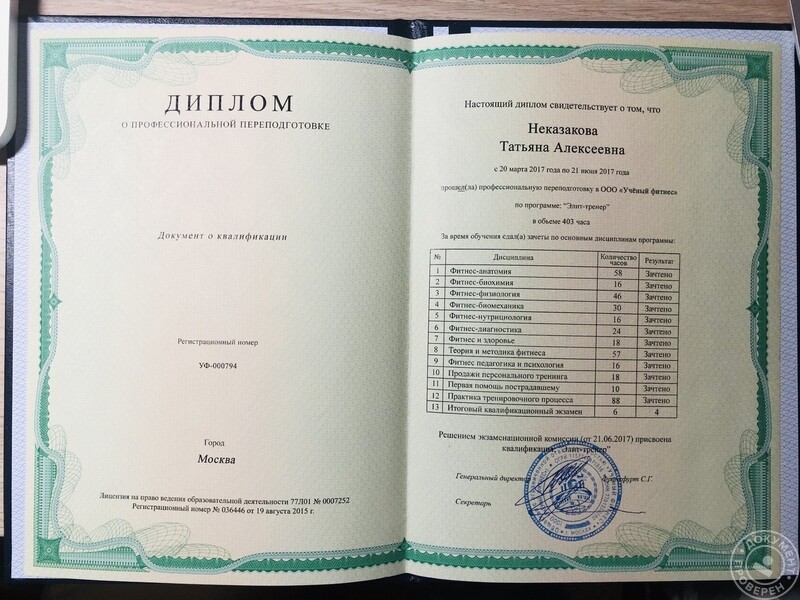 ДИПЛОМ
О ПРОФЕССИОНАЛЬНОЙ ПЕРЕПОДГОТОВКЕ
Документ о квалификации
Регистрационный номер
УФ-000794
Город
Москва
Лицензия на право ведения образовательной деятельности 77Л01 № 0007252
Регистрационный номер № 036446 от 19 августа 2015 г.
Настоящий диплом свидетельствует о том, что
Неказакова
Татьяна Алексеевна
с 20 марта 2017 года по 21 июня 2017 года
прошел(ла) профессиональную переподготовку в ООО «Учёный фитнес»
по программе: "Элит-тренер"
в объеме 403 часа
За время обучения сдал(а) зачеты по основным дисциплинам программы:
№ Дисциплина Количество часов Результат
1 Фитнес-анатомия 58 Зачтено
2 Фитнес-биохимия 16 Зачтено
3 Фитнес-физиология 46 Зачтено
4 Фитнес-биомеханика 30 Зачтено
5 Фитнес-нутрициология 16 Зачтено
6 Фитнес-диагностика 24 Зачтено
7 Фитнес и здоровье 18 Зачтено
8 Теория и методика фитнеса 57 Зачтено
9 Фитнес педагогика и психология 16 Зачтено
10 Продажи персонального тренинга 18 Зачтено
11 Первая помощь пострадавшему 10 Зачтено
12 Практика тренировочного процесса 88 Зачтено
13 Итоговый квалификационный экзамен 6 4
Решением экзаменационной комиссии (от 21.06.2017) присвоена
квалификация: "Элит-тренер"
Генеральный директор С.Г.
Секретарь
ДОКУМЕНТ ПРОВЕРЕН